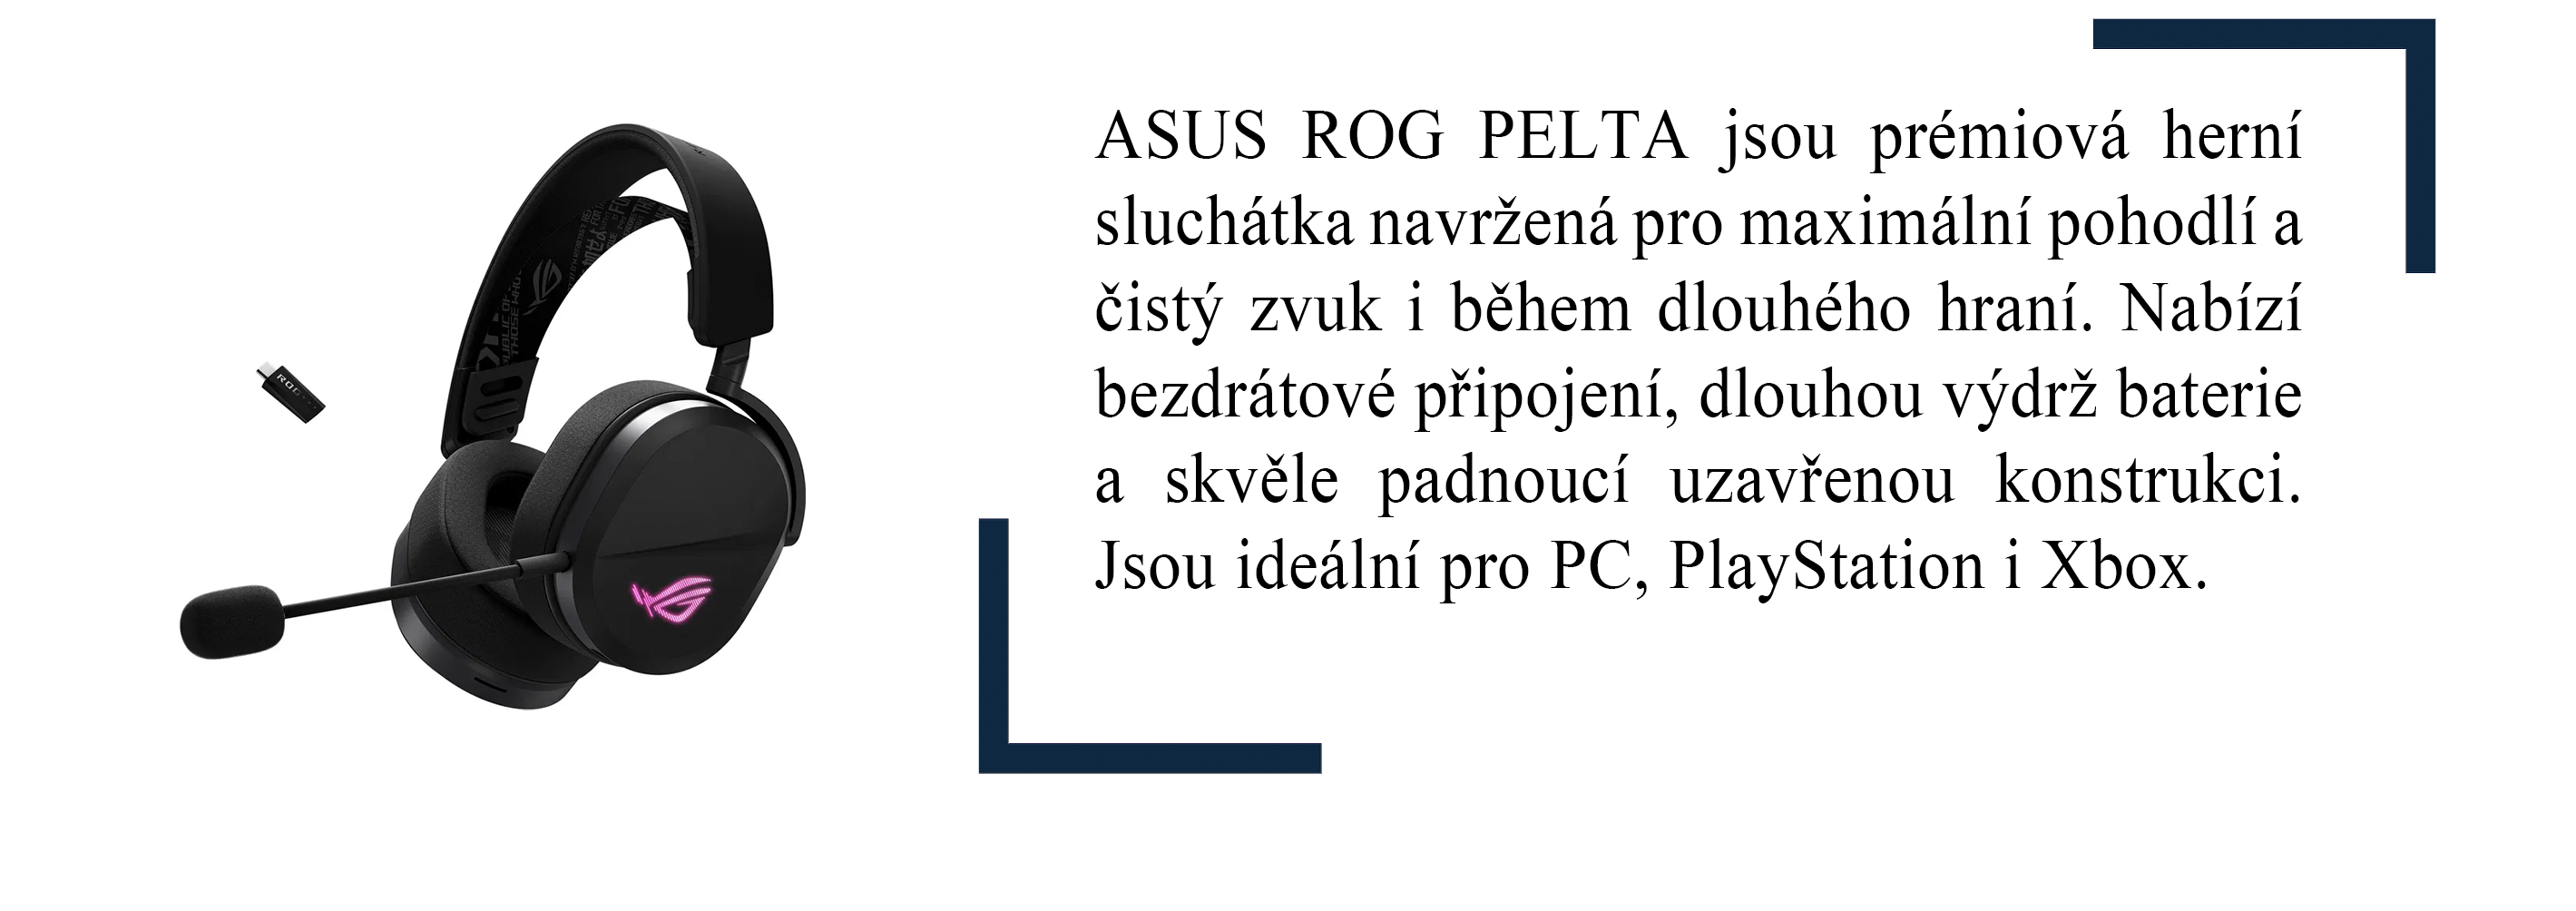 ASUS ROG PELTA jsou prémiová herní
sluchátka navržená pro maximální pohodlí a
čistý zvuk i během dlouhého hraní. Nabízí
bezdrátové připojení, dlouhou výdrž baterie
a skvěle padnoucí uzavřenou konstrukci.
Jsou ideální pro PC, PlayStation i Xbox.
ROG